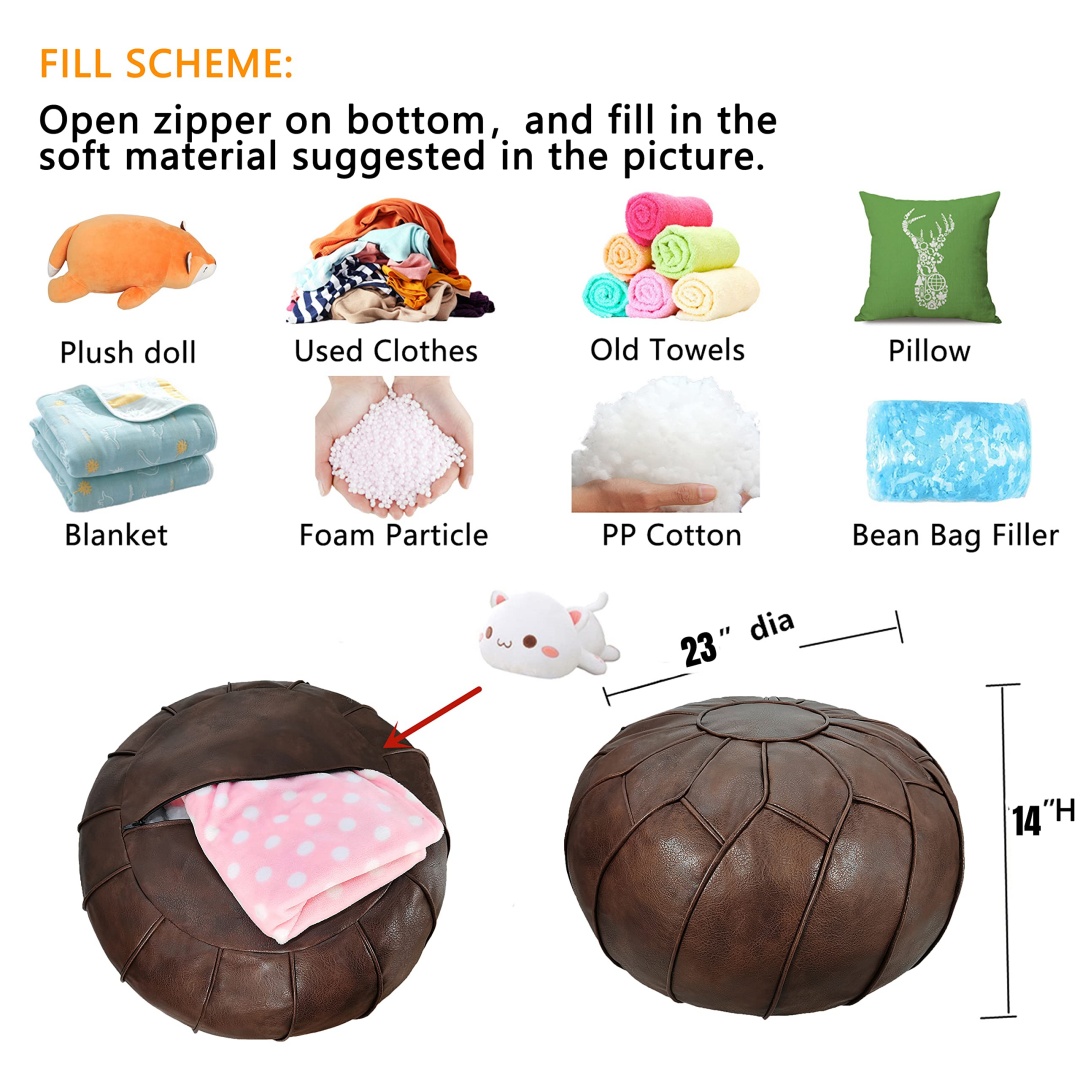 FILL SCHEME:
Open zipper on bottom，and fill in the
soft material suggested in the picture.
Plush doll
Used Clothes
Old Towels
Pillow
Blanket
Foam Particle
PP Cotton
Bean Bag Filler
23” dia
14”H